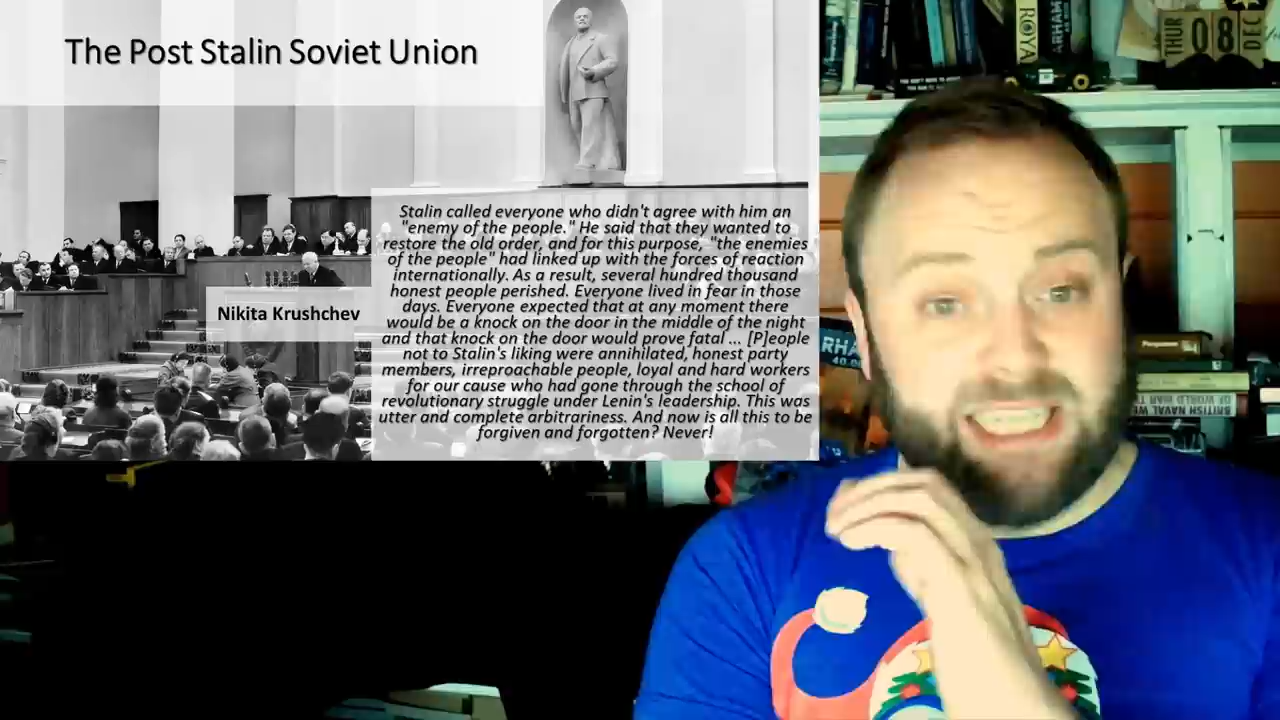 The Post Stalin Soviet Union
Nikita Krushchev
Stalin called everyone who didn't agree with him an
"enemy of the people." He said that they wanted to
restore the old order, and for this purpose, "the enemies
of the people" had linked up with the forces of reaction
internationally. As a result, several hundred thousand
honest people perished. Everyone lived in fear in those
days. Everyone expected that at any moment there
would be a knock on the door in the middle of the night
and that knock on the door would prove fatal ... [P]eople
not to Stalin's liking were annihilated, honest party
members, irreproachable people, loyal and hard workers
for our cause who had gone through the school of
revolutionary struggle under Lenin's leadership. This was
utter and complete arbitrariness. And now is all this to be
forgiven and forgotten? Never!
THUR 08 DEC
BRITISH NAVAL
OF WORLD WAR